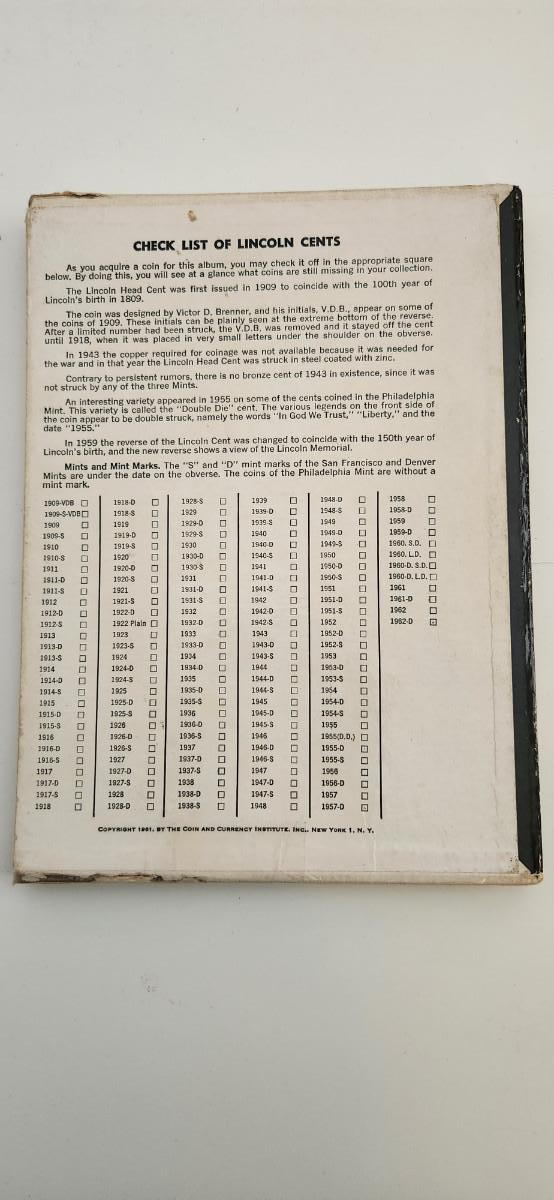 CHECK LIST OF LINCOLN CENTS
As you acquire a coin for this album, you may check it off in the appropriate square
below. By doing this, you will see at a glance what coins are still missing in your collection.
The Lincoln Head Cent was first issued in 1909 to coincide with the 100th year of
Lincoln's birth in 1809.
The coin was designed by Victor D. Brenner, and his initials, V.D.B., appear on some of
the coins of 1909. These initials can be plainly seen at the extreme bottom of the reverse.
After a limited number had been struck, the V.D.B. was removed and it stayed off the cent
until 1918, when it was placed in very small letters under the shoulder on the obverse.
In 1943 the copper required for coinage was not available because it was needed for
the war and in that year the Lincoln Head Cent was struck in steel coated with zinc.
Contrary to persistent rumors, there is no bronze cent of 1943 in existence, since it was
not struck by any of the three Mints.
An interesting variety appeared in 1955 on some of the cents coined in the Philadelphia
Mint. This variety is called the "Double Die" cent. The various legends on the front side of
the coin appear to be double struck, namely the words "In God We Trust," "Liberty," and the
date "1955."
In 1959 the reverse of the Lincoln Cent was changed to coincide with the 150th year of
Lincoln's birth, and the new reverse shows a view of the Lincoln Memorial.
Mints and Mint Marks. The "S" and "D" mint marks of the San Francisco and Denver
Mints are under the date on the obverse. The coins of the Philadelphia Mint are without a
mint mark.
1909-VDB
1909-S-VDB
1909
1909-S
1910
1910-S
1911
1911-D
1911-S
1912
1912-D
1912-S
1913
1913-D
1913-S
1914
1914-D
1914-S
1915
1915-D
1915-S
1916
1916-D
1916-S
1917
1917-D
1917-S
1918
1918-D
1918-S
1919
1919-D
1919-S
1920
1920-D
1920-S
1921
1921-S
1922-D
1922 Plain
1923
1923-S
1924
1924-D
1924-S
1925
1925-D
1925-S
1926
1926-D
1926-S
1927
1927-D
1927-S
1928
1928-D
1928-S
1929
1929-D
1929-S
1930
1930-D
1930-S
1931
1931-D
1931-S
1932
1932-D
1933
1933-D
1934
1934-D
1935
1935-D
1935-S
1936
1936-D
1936-S
1937
1937-D
1937-S
1938
1938-D
1938-S
1939
1939-D
1939-S
1940
1940-D
1940-S
1941
1941-D
1941-S
1942
1942-D
1942-S
1943
1943-D
1943-S
1944
1944-D
1944-S
1945
1945-D
1945-S
1946
1946-D
1946-S
1947
1947-D
1947-S
1948
1948-D
1948-S
1949
1949-D
1949-S
1950
1950-D
1950-S
1951
1951-D
1951-S
1952
1952-D
1952-S
1953
1953-D
1953-S
1954
1954-D
1954-S
1955
1955(D.D.)
1955-D
1955-S
1956
1956-D
1957
1957-D
1958
1958-D
1959
1959-D
1960. S.D.
1960. L.D.
1960-D. S.D.
1960-D. L.D.
1961
1961-D
1962
1962-D
COPYRIGHT 1961. BY THE COIN AND CURRENCY INSTITUTE. INC., NEW YORK 1, N. Y.